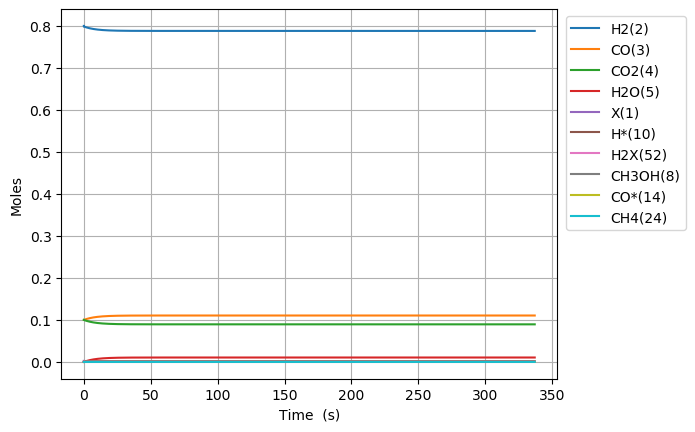 0.8
0.7
0.6
0.5
0.4
0.3
0.2
0.1
0.0
Moles
0 50 100 150 200 250 300 350
Time (s)
H2(2)
CO(3)
CO2(4)
H2O(5)
X(1)
H*(10)
H2X(52)
CH3OH(8)
CO*(14)
CH4(24)